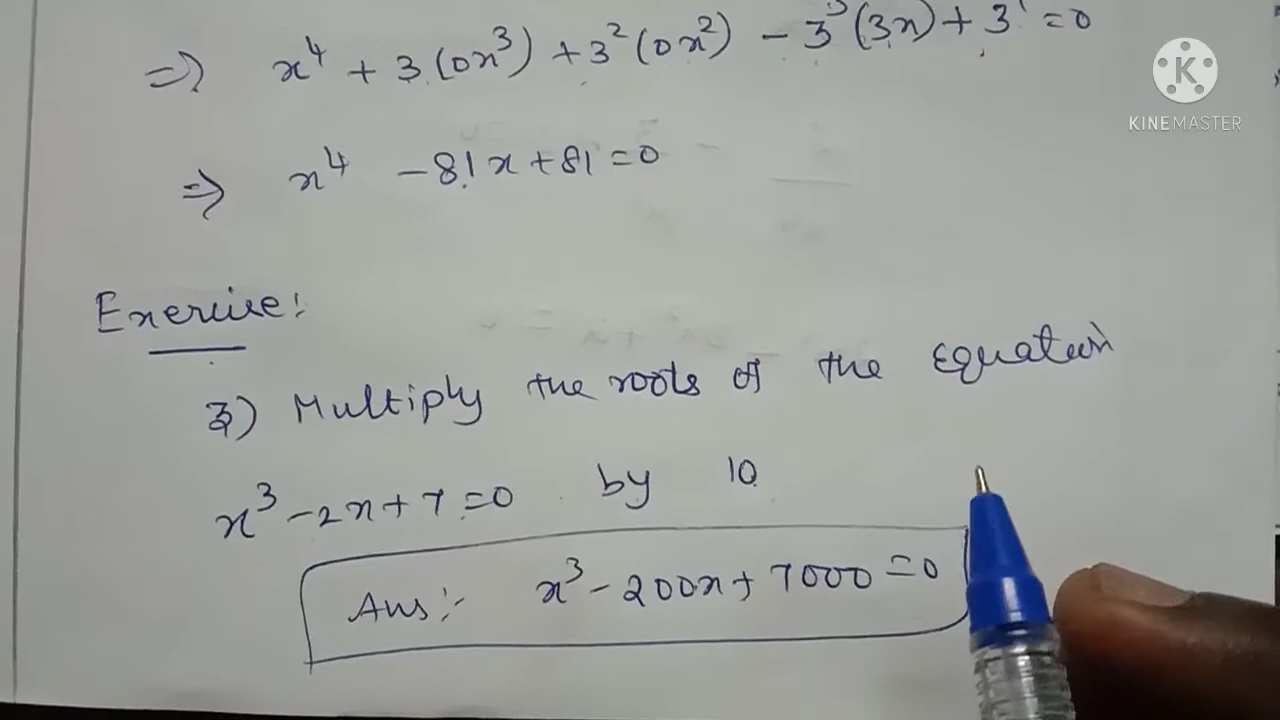 ⇒ x⁴ + 3(0x³) + 3²(0x²) - 3³(3x) + 3 = 0
K
KINEMASTER
⇒ x⁴ - 81x + 81 = 0
Exercise:
3) Multiply the roots of the equation
x³ - 2x + 7 = 0 by 10
Ans:- x³ - 200x + 7000 = 0